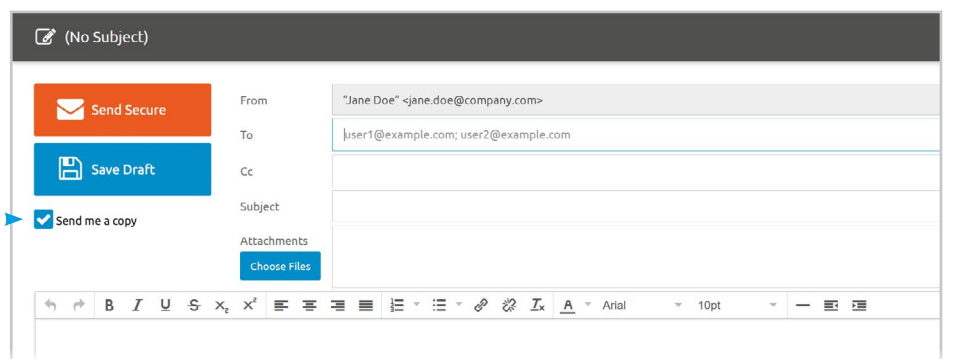 (No Subject)
Send Secure
From
"Jane Doe" <jane.doe@company.com>
To
user1@example.com; user2@example.com
Save Draft
Cc
Send me a copy
Subject
Attachments
Choose Files
B I U S X₂ X² Iₓ A Arial 10pt